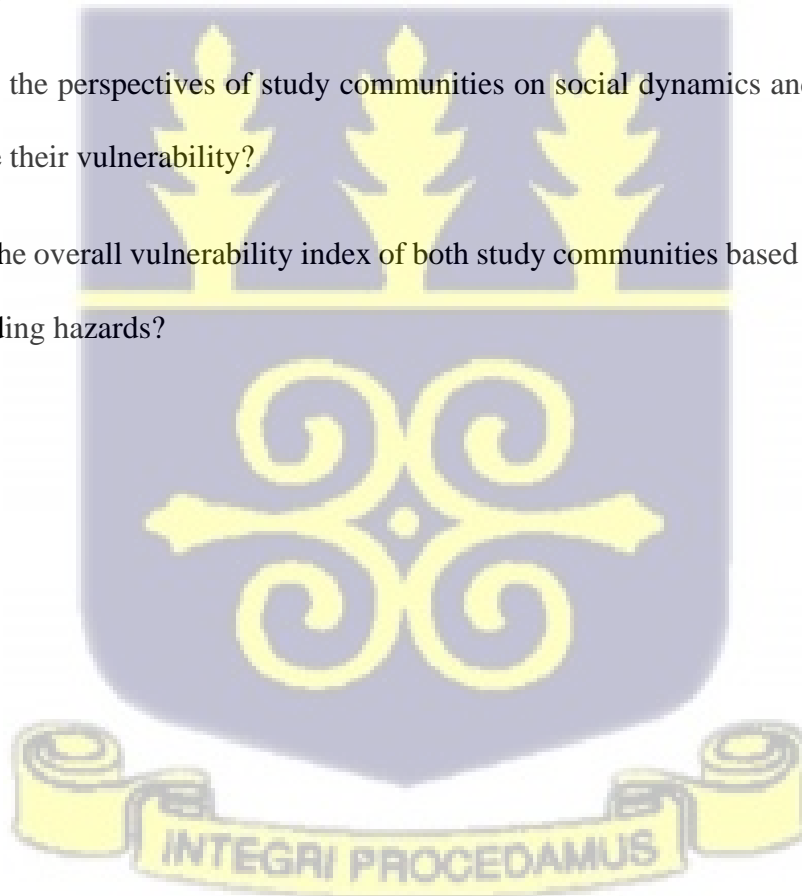 the perspectives of study communities on social dynamics and
their vulnerability?
he overall vulnerability index of both study communities based
ling hazards?
INTEGRI PROCEDAMUS